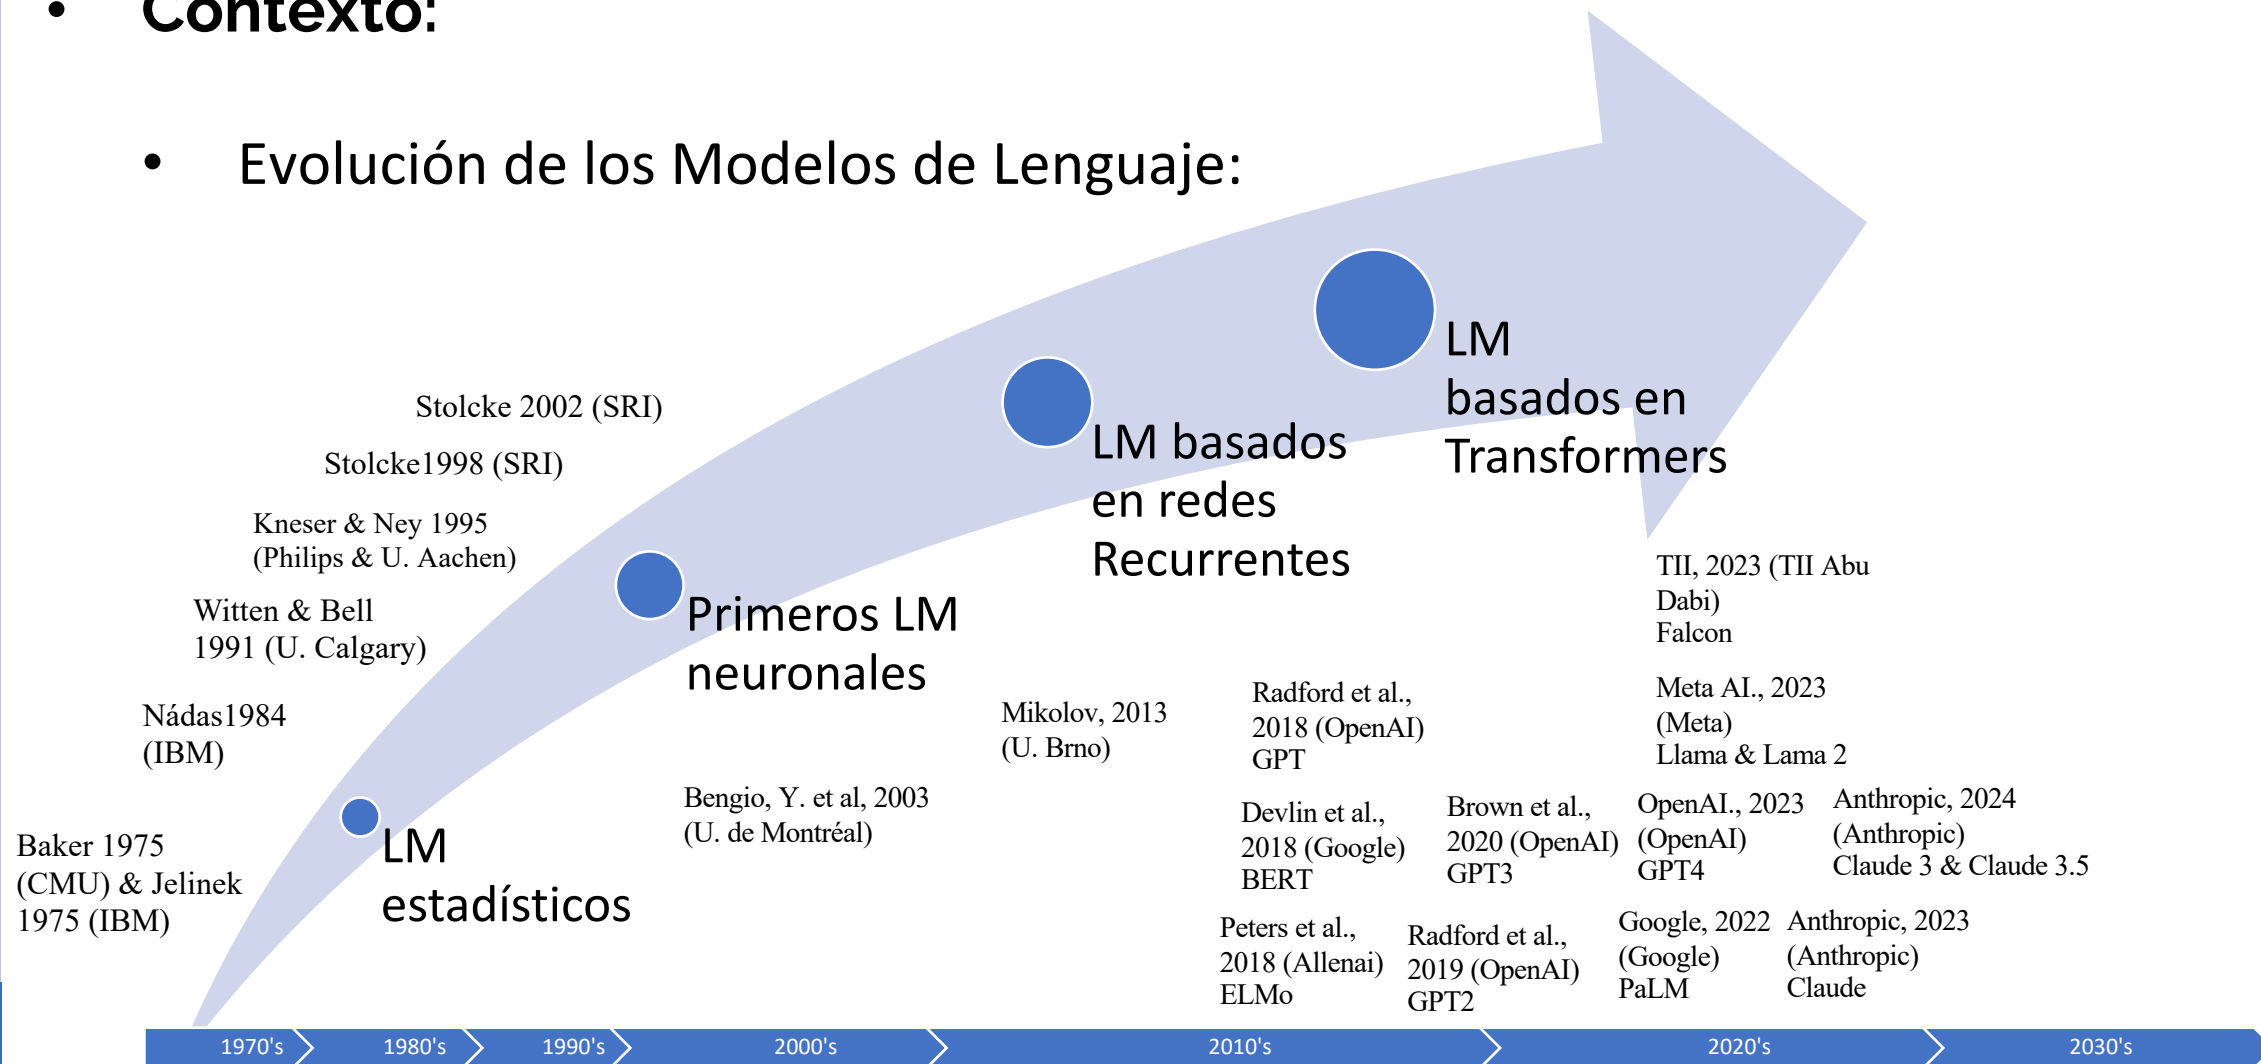 • Contexto:
• Evolución de los Modelos de Lenguaje:
LM
basados en
Transformers
LM basados
en redes
Recurrentes
Primeros LM
neuronales
LM
estadísticos
Stolcke 2002 (SRI)
Stolcke1998 (SRI)
Kneser & Ney 1995
(Philips & U. Aachen)
Witten & Bell
1991 (U. Calgary)
Nádas1984
(IBM)
Baker 1975
(CMU) & Jelinek
1975 (IBM)
Bengio, Y. et al, 2003
(U. de Montréal)
Mikolov, 2013
(U. Brno)
Radford et al.,
2018 (OpenAI)
GPT
Devlin et al.,
2018 (Google)
BERT
Peters et al.,
2018 (Allenai)
ELMo
Brown et al.,
2020 (OpenAI)
GPT3
Radford et al.,
2019 (OpenAI)
GPT2
TII, 2023 (TII Abu
Dabi)
Falcon
Meta AI., 2023
(Meta)
Llama & Lama 2
OpenAI., 2023
(OpenAI)
GPT4
Anthropic, 2024
(Anthropic)
Claude 3 & Claude 3.5
Google, 2022
(Google)
PaLM
Anthropic, 2023
(Anthropic)
Claude
1970's
1980's
1990's
2000's
2010's
2020's
2030's